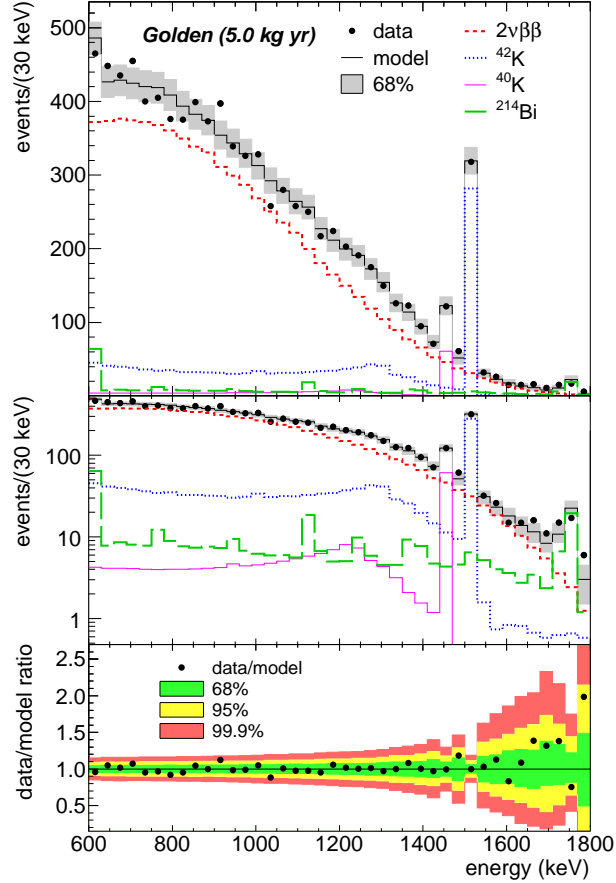 Golden (5.0 kg yr)
data
model
68%
2νββ
⁴²K
⁴⁰K
²¹⁴Bi
events/(30 keV)
500
400
300
200
100
events/(30 keV)
100
10
1
data/model ratio
2.5
2.0
1.5
1.0
0.5
data/model
68%
95%
99.9%
600 800 1000 1200 1400 1600 1800
energy (keV)